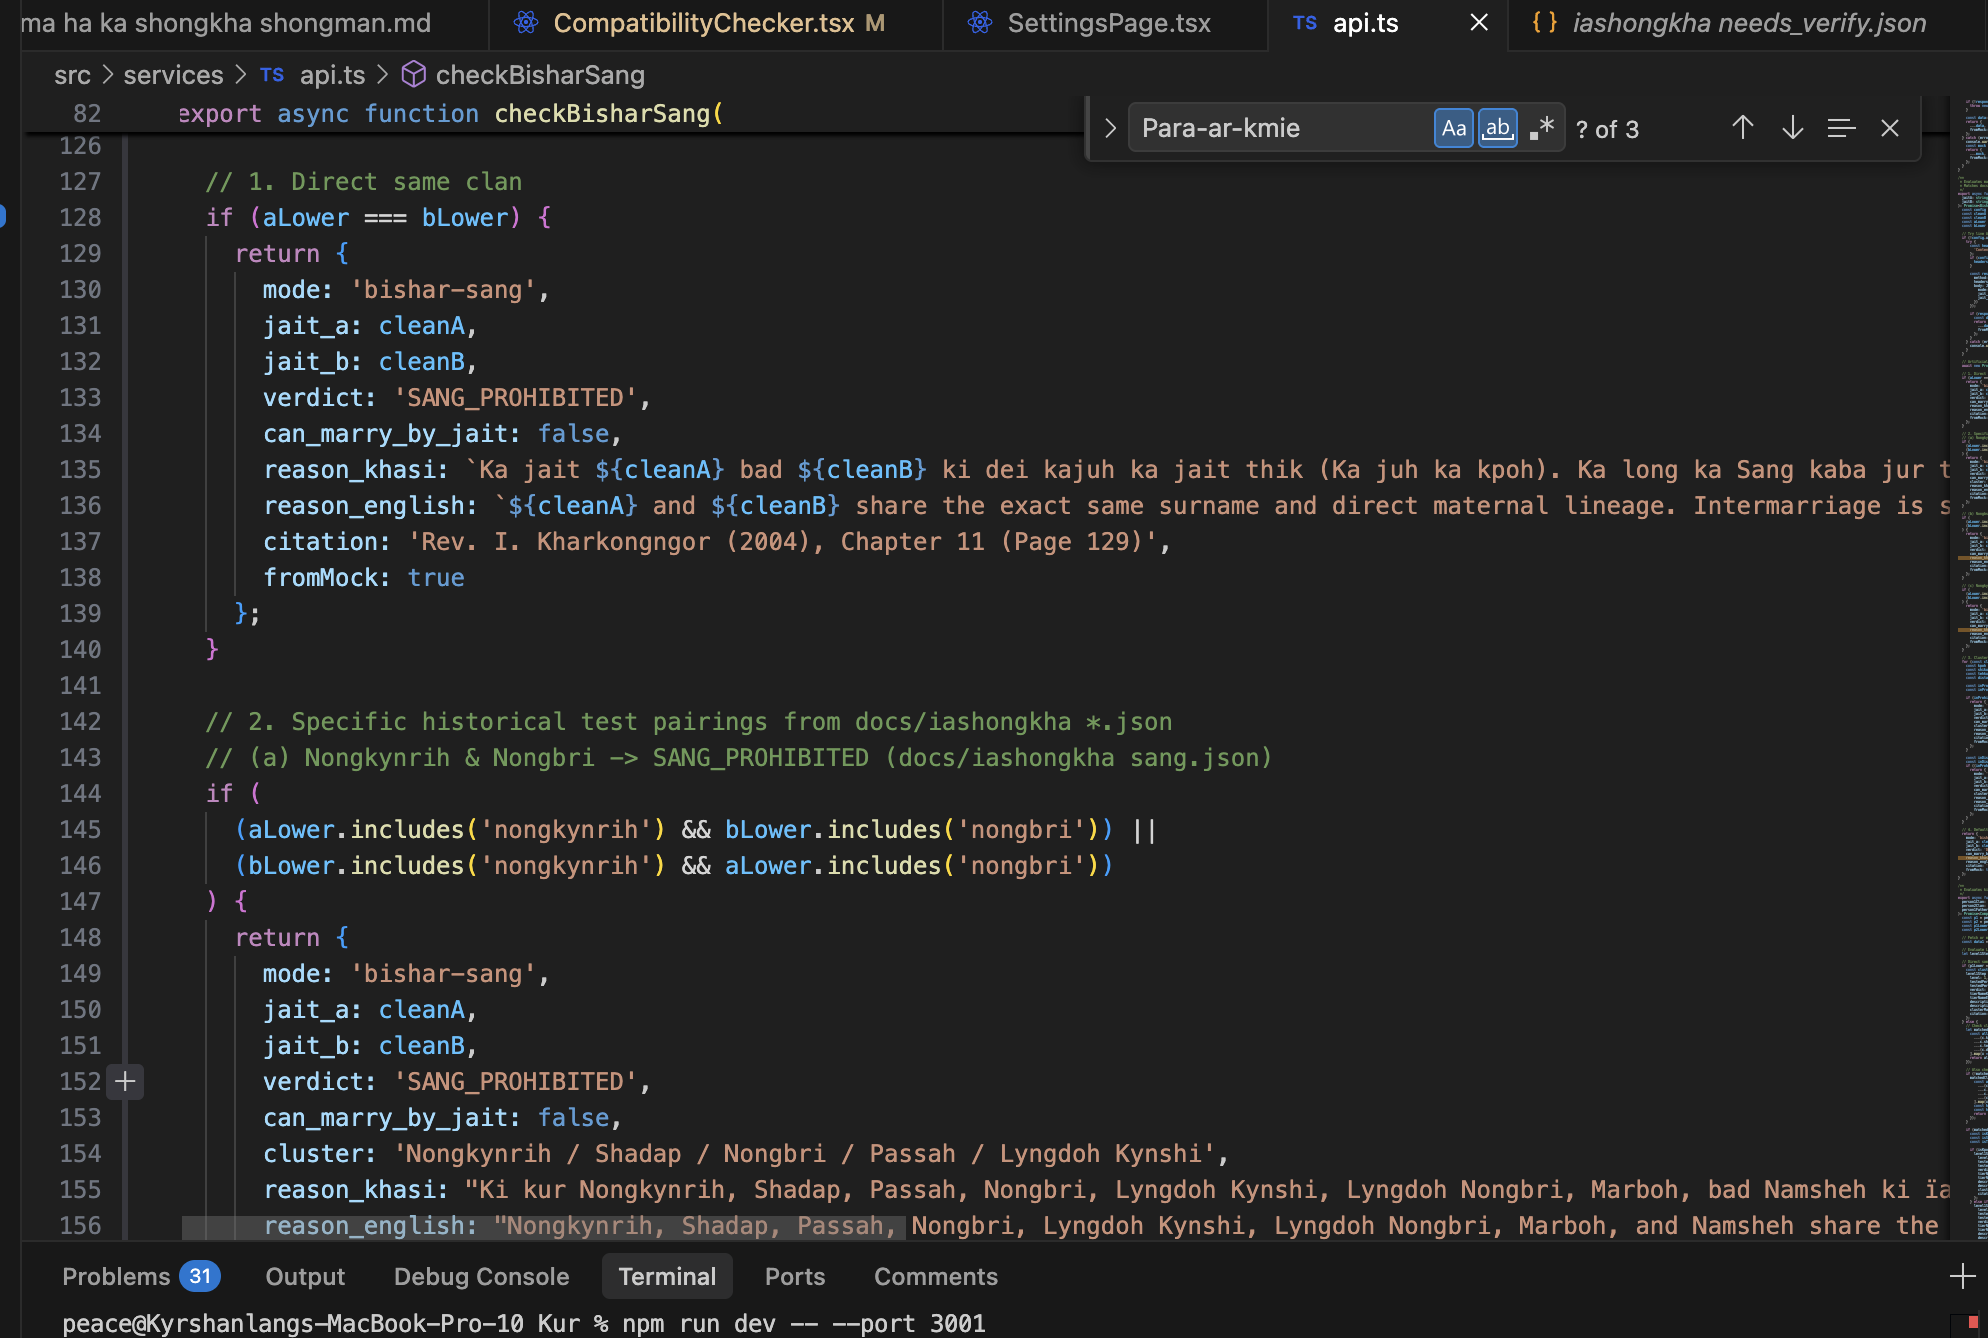 ma ha ka shongkha shongman.md CompatibilityChecker.tsx M SettingsPage.tsx TS api.ts iashongkha needs_verify.json
src > services > TS api.ts > checkBisharSang
82 export async function checkBisharSang(
Para-ar-kmie Aa ab .* ? of 3
126
127 // 1. Direct same clan
128 if (aLower === bLower) {
129 return {
130 mode: 'bishar-sang',
131 jait_a: cleanA,
132 jait_b: cleanB,
133 verdict: 'SANG_PROHIBITED',
134 can_marry_by_jait: false,
135 reason_khasi: `Ka jait ${cleanA} bad ${cleanB} ki dei kajuh ka jait thik (Ka juh ka kpoh). Ka long ka Sang kaba jur t
136 reason_english: `${cleanA} and ${cleanB} share the exact same surname and direct maternal lineage. Intermarriage is s
137 citation: 'Rev. I. Kharkongngor (2004), Chapter 11 (Page 129)',
138 fromMock: true
139 };
140 }
141
142 // 2. Specific historical test pairings from docs/iashongkha *.json
143 // (a) Nongkynrih & Nongbri -> SANG_PROHIBITED (docs/iashongkha sang.json)
144 if (
145 (aLower.includes('nongkynrih') && bLower.includes('nongbri')) ||
146 (bLower.includes('nongkynrih') && aLower.includes('nongbri'))
147 ) {
148 return {
149 mode: 'bishar-sang',
150 jait_a: cleanA,
151 jait_b: cleanB,
152 verdict: 'SANG_PROHIBITED',
153 can_marry_by_jait: false,
154 cluster: 'Nongkynrih / Shadap / Nongbri / Passah / Lyngdoh Kynshi',
155 reason_khasi: "Ki kur Nongkynrih, Shadap, Passah, Nongbri, Lyngdoh Kynshi, Lyngdoh Nongbri, Marboh, bad Namsheh ki ïa
156 reason_english: "Nongkynrih, Shadap, Passah, Nongbri, Lyngdoh Kynshi, Lyngdoh Nongbri, Marboh, and Namsheh share the
Problems 31 Output Debug Console Terminal Ports Comments
peace@Kyrshanlangs-MacBook-Pro-10 Kur % npm run dev -- --port 3001